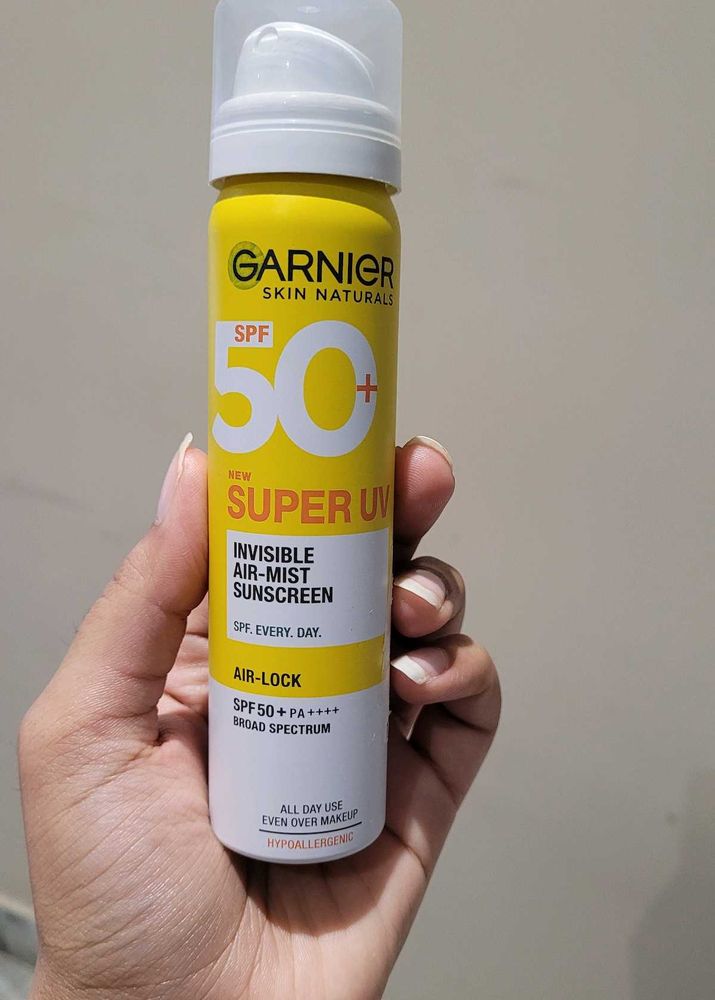 GARNIER
SKIN NATURALS
SPF
50+
NEW
SUPER UV
INVISIBLE
AIR-MIST
SUNSCREEN
SPF. EVERY. DAY.
AIR-LOCK
SPF50+ PA++++
BROAD SPECTRUM
ALL DAY USE
EVEN OVER MAKEUP
HYPOALLERGENIC